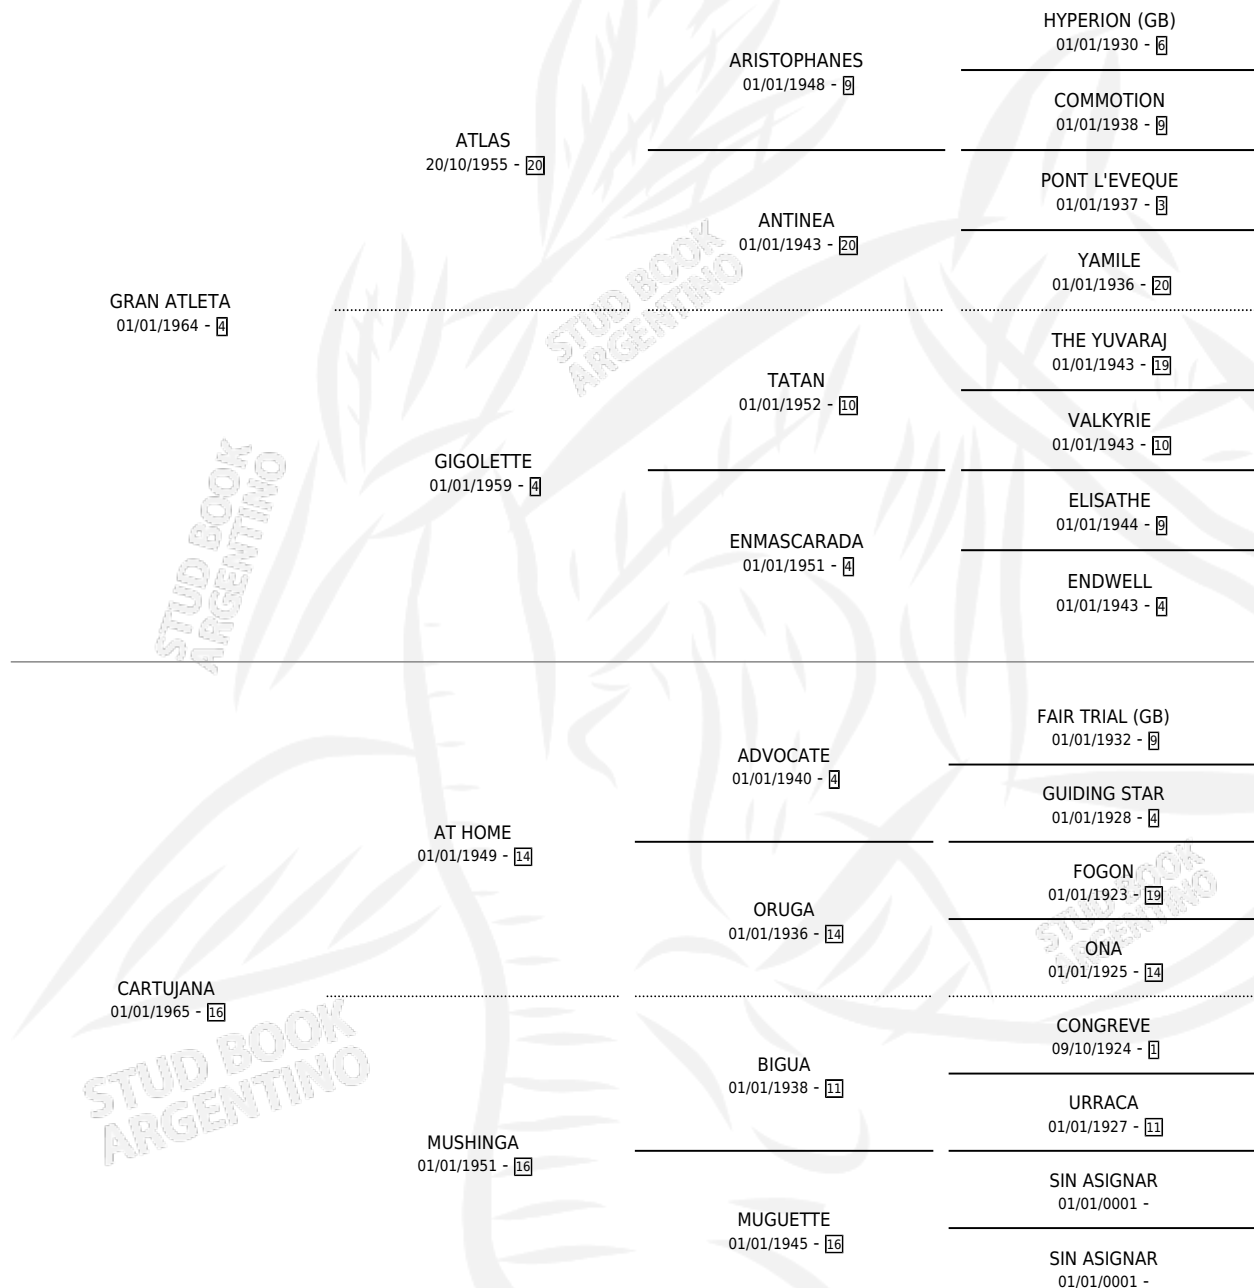 HYPERION (GB)
01/01/1930 - 6
ARISTOPHANES
01/01/1948 - 9
COMMOTION
01/01/1938 - 9
ATLAS
20/10/1955 - 20
PONT L'EVEQUE
01/01/1937 - 3
ANTINEA
01/01/1943 - 20
YAMILE
01/01/1936 - 20
STUD BOOK
ARGENTINO
GRAN ATLETA
01/01/1964 - 4
THE YUVARAJ
01/01/1943 - 19
TATAN
01/01/1952 - 10
VALKYRIE
01/01/1943 - 10
GIGOLETTE
01/01/1959 - 4
ELISATHE
01/01/1944 - 9
ENMASCARADA
01/01/1951 - 4
ENDWELL
01/01/1943 - 4
STUD BOOK
ARGENTINO
FAIR TRIAL (GB)
01/01/1932 - 9
ADVOCATE
01/01/1940 - 4
GUIDING STAR
01/01/1928 - 4
AT HOME
01/01/1949 - 14
FOGON
01/01/1923 - 19
ORUGA
01/01/1936 - 14
ONA
01/01/1925 - 14
STUD BOOK
ARGENTINO
CARTUJANA
01/01/1965 - 16
CONGREVE
09/10/1924 - 1
BIGUA
01/01/1938 - 11
URRACA
01/01/1927 - 11
STUD BOOK
ARGENTINO
MUSHINGA
01/01/1951 - 16
SIN ASIGNAR
01/01/0001 -
MUGUETTE
01/01/1945 - 16
SIN ASIGNAR
01/01/0001 -